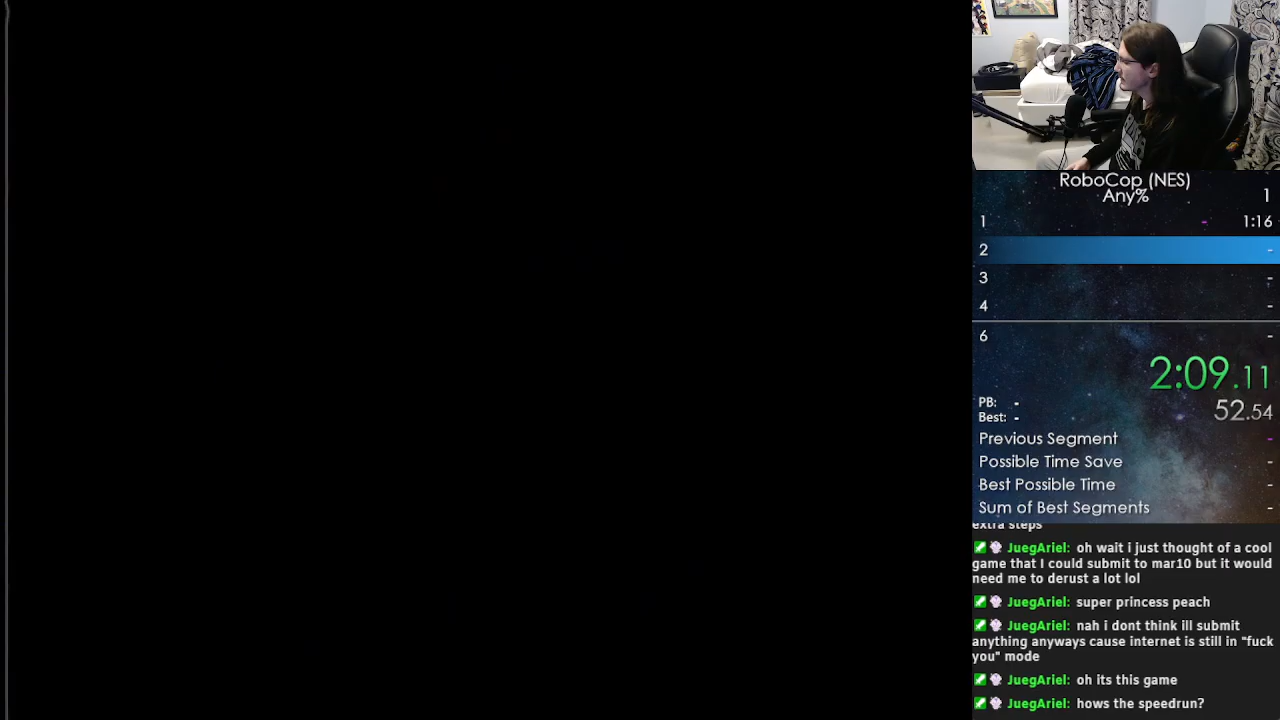 RoboCop (NES)
Any% 1
1 - 1:16
2 -
3 -
4 -
6 -
2:09.11
PB: - 52.54
Best: -
Previous Segment -
Possible Time Save -
Best Possible Time -
Sum of Best Segments -
extra steps
JuegAriel: oh wait i just thought of a cool
game that I could submit to mar10 but it would
need me to derust a lot lol
JuegAriel: super princess peach
JuegAriel: nah i dont think ill submit
anything anyways cause internet is still in "fuck
you" mode
JuegAriel: oh its this game
JuegAriel: hows the speedrun?